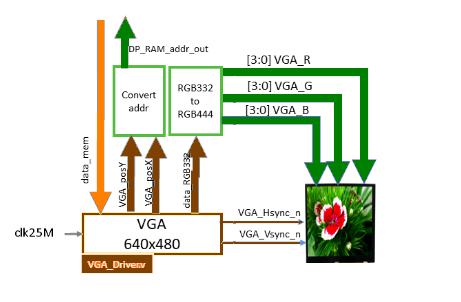 DP_RAM_addr_out
[3:0] VGA_R
[3:0] VGA_G
[3:0] VGA_B
Convert
addr
RGB332
to
RGB444
data_mem
VGA_posY
VGA_posX
data_RGB332
clk25M
VGA
640x480
VGA_Hsync_n
VGA_Vsync_n
VGA_Driver.v